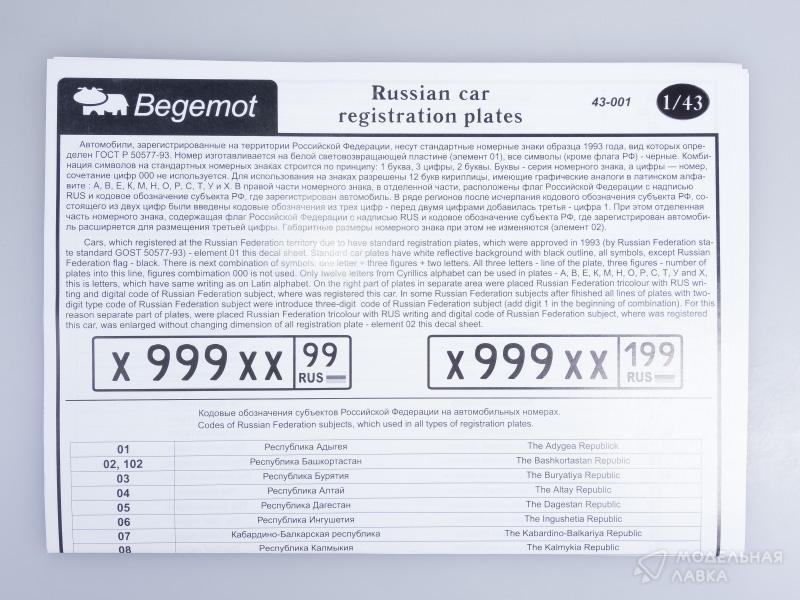 Begemot
Russian car
registration plates
43-001
1/43
Автомобили, зарегистрированные на территории Российской Федерации, несут стандартные номерные знаки образца 1993 года, вид которых опре-
делен ГОСТ Р 50577-93. Номер изготавливается на белой световозвращающей пластине (элемент 01), все символы (кроме флага РФ) - черные. Комби-
нация символов на стандартных номерных знаках строится по принципу: 1 буква, 3 цифры, 2 буквы. Буквы - серия номерного знака, а цифры — номер,
сочетание цифр 000 не используется. Для использования на знаках разрешены 12 букв кириллицы, имеющие графические аналоги в латинском алфа-
вите : А, В, Е, К, М, Н, О, Р, С, Т, У и Х. В правой части номерного знака, в отделенной части, расположены флаг Российской Федерации с надписью
RUS и кодовое обозначение субъекта РФ, где зарегистрирован автомобиль. В ряде регионов после исчерпания кодового обозначения субъекта РФ, со-
стоящего из двух цифр были введены кодовые обозначения из трех цифр - перед двумя цифрами добавилась третья - цифра 1. При этом отделенная
часть номерного знака, содержащая флаг Российской Федерации с надписью RUS и кодовое обозначение субъекта РФ, где зарегистрирован автомоби-
ль расширяется для размещения третьей цифры. Габаритные размеры номерного знака при этом не изменяются (элемент 02).
Cars, which registered at the Russian Federation territory due to have standard registration plates, which were approved in 1993 (by Russian Federation sta-
te standard GOST 50577-93) - element 01 this decal sheet. Standard car plates have white reflective background with black outline, all symbols, except Russian
Federation flag - black. There is next combination of symbols: one letter + three figures + two letters. All three letters - line of the plate, three figures - number of
plates into this line, figures combination 000 is not used. Only twelve letters from Cyrillics alphabet can be used in plates - А, В, Е, К, М, Н, О, Р, С, Т, У and X,
this is letters, which have same writing as on Latin alphabet. On the right part of plates in separate area were placed Russian Federation tricolour with RUS wri-
ting and digital code of Russian Federation subject, where was registered this car. In some Russian Federation subjects after fihished all lines of plates with two-
digit type code of Russian Federation subject were introduce three-digit code of Russian Federation subject (add digit 1 in the beginning of combination). For this
reason separate part of plates, were placed Russian Federation tricolour with RUS writing and digital code of Russian Federation subject, where was registered
this car, was enlarged without changing dimension of all registration plate - element 02 this decal sheet.
Х 999 ХХ 99 RUS
Х 999 ХХ 199 RUS
Кодовые обозначения субъектов Российской Федерации на автомобильных номерах.
Codes of Russian Federation subjects, which used in all types of registration plates.
01 Республика Адыгея The Adygea Republick
02, 102 Республика Башкортастан The Bashkortastan Republic
03 Республика Бурятия The Buryatiya Republic
04 Республика Алтай The Altay Republic
05 Республика Дагестан The Dagestan Republic
06 Республика Ингушетия The Ingushetia Republic
07 Кабардино-Балкарская республика The Kabardino-Balkariya Republic
08 Республика Калмыкия The Kalmykia Republic
МОДЕЛЬНАЯ
ЛАВКА